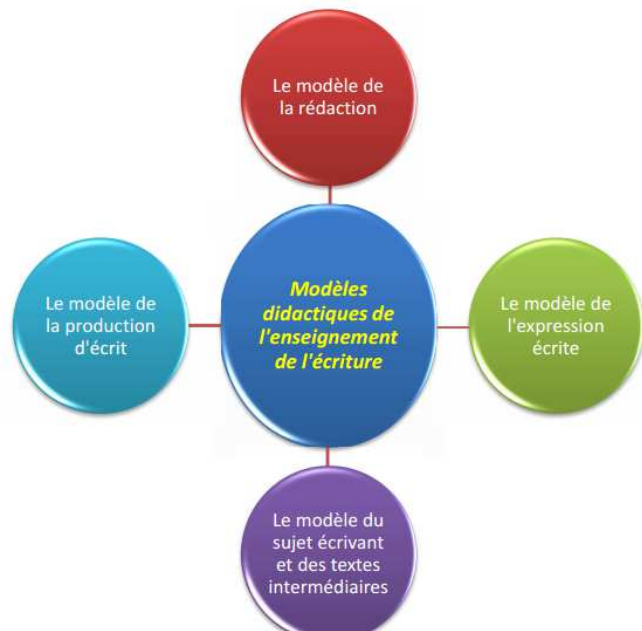 Le modèle de
la rédaction
Modèles
didactiques de
l'enseignement
de l'écriture
Le modèle de
la production
d'écrit
Le modèle de
l'expression
écrite
Le modèle du
sujet écrivant
et des textes
intermédiaires